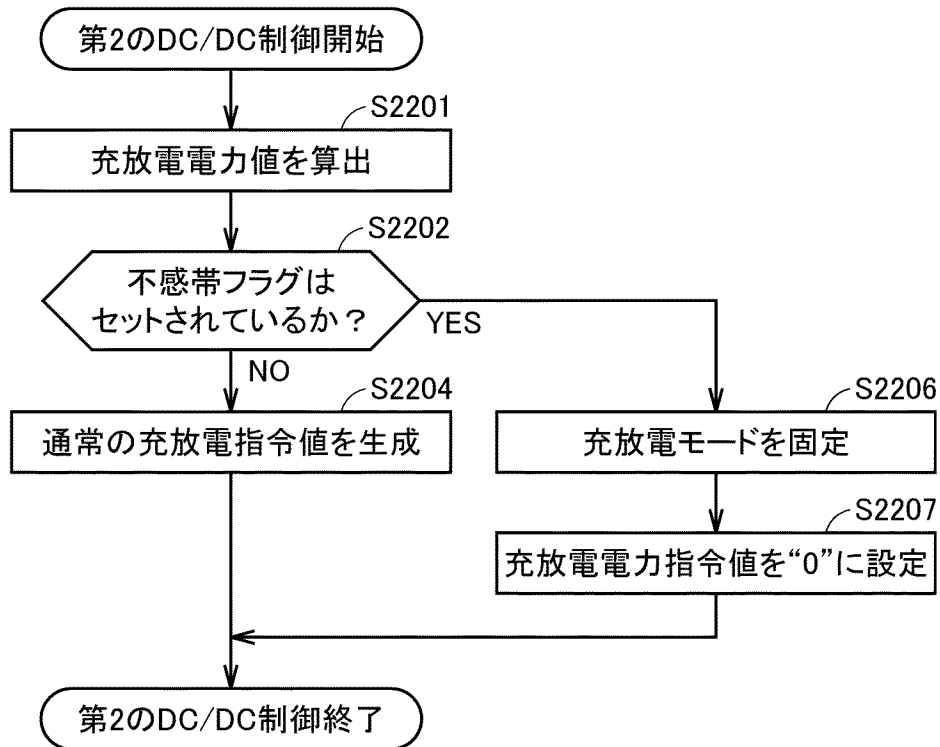 第2のDC/DC制御開始
S2201
充放電電力値を算出
S2202
不感帯フラグは
セットされているか？
YES
NO
S2204
通常の充放電指令値を生成
S2206
充放電モードを固定
S2207
充放電電力指令値を“0”に設定
第2のDC/DC制御終了